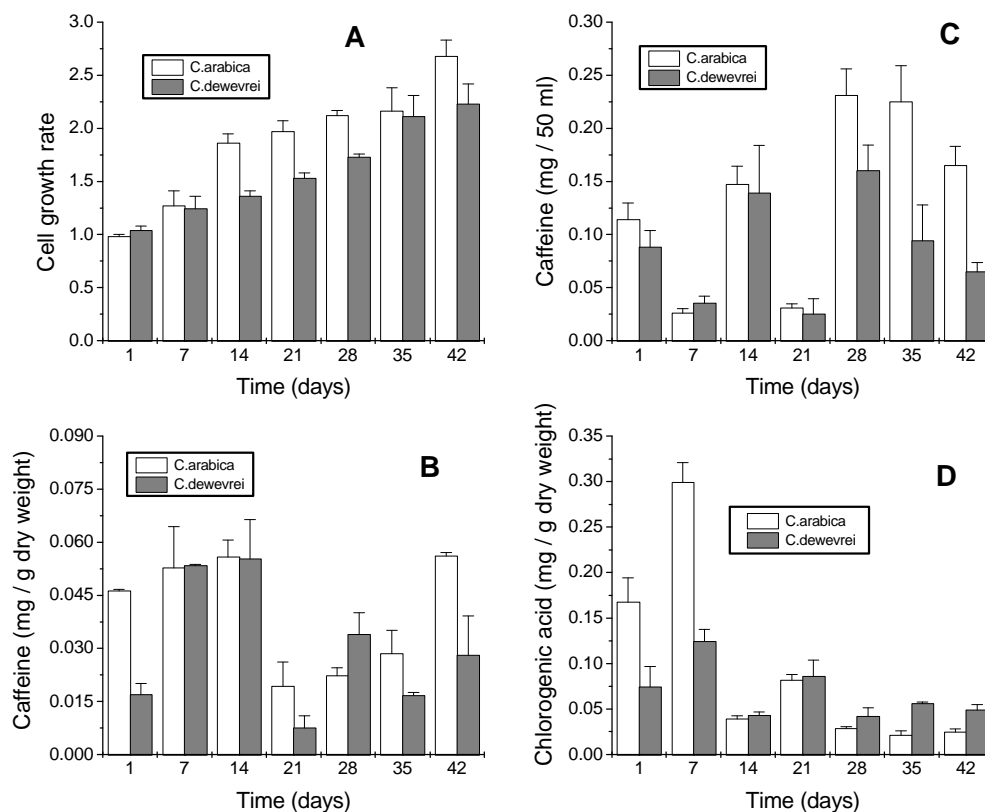 A
C.arabica
C.dewevrei
Cell growth rate
3.0
2.5
2.0
1.5
1.0
0.5
0.0
1 7 14 21 28 35 42
Time (days)
C
C.arabica
C.dewevrei
Caffeine (mg / 50 ml)
0.30
0.25
0.20
0.15
0.10
0.05
0.00
1 7 14 21 28 35 42
Time (days)
B
C.arabica
C.dewevrei
Caffeine (mg / g dry weight)
0.090
0.075
0.060
0.045
0.030
0.015
0.000
1 7 14 21 28 35 42
Time (days)
D
C.arabica
C.dewevrei
Chlorogenic acid (mg / g dry weight)
0.35
0.30
0.25
0.20
0.15
0.10
0.05
0.00
1 7 14 21 28 35 42
Time (days)